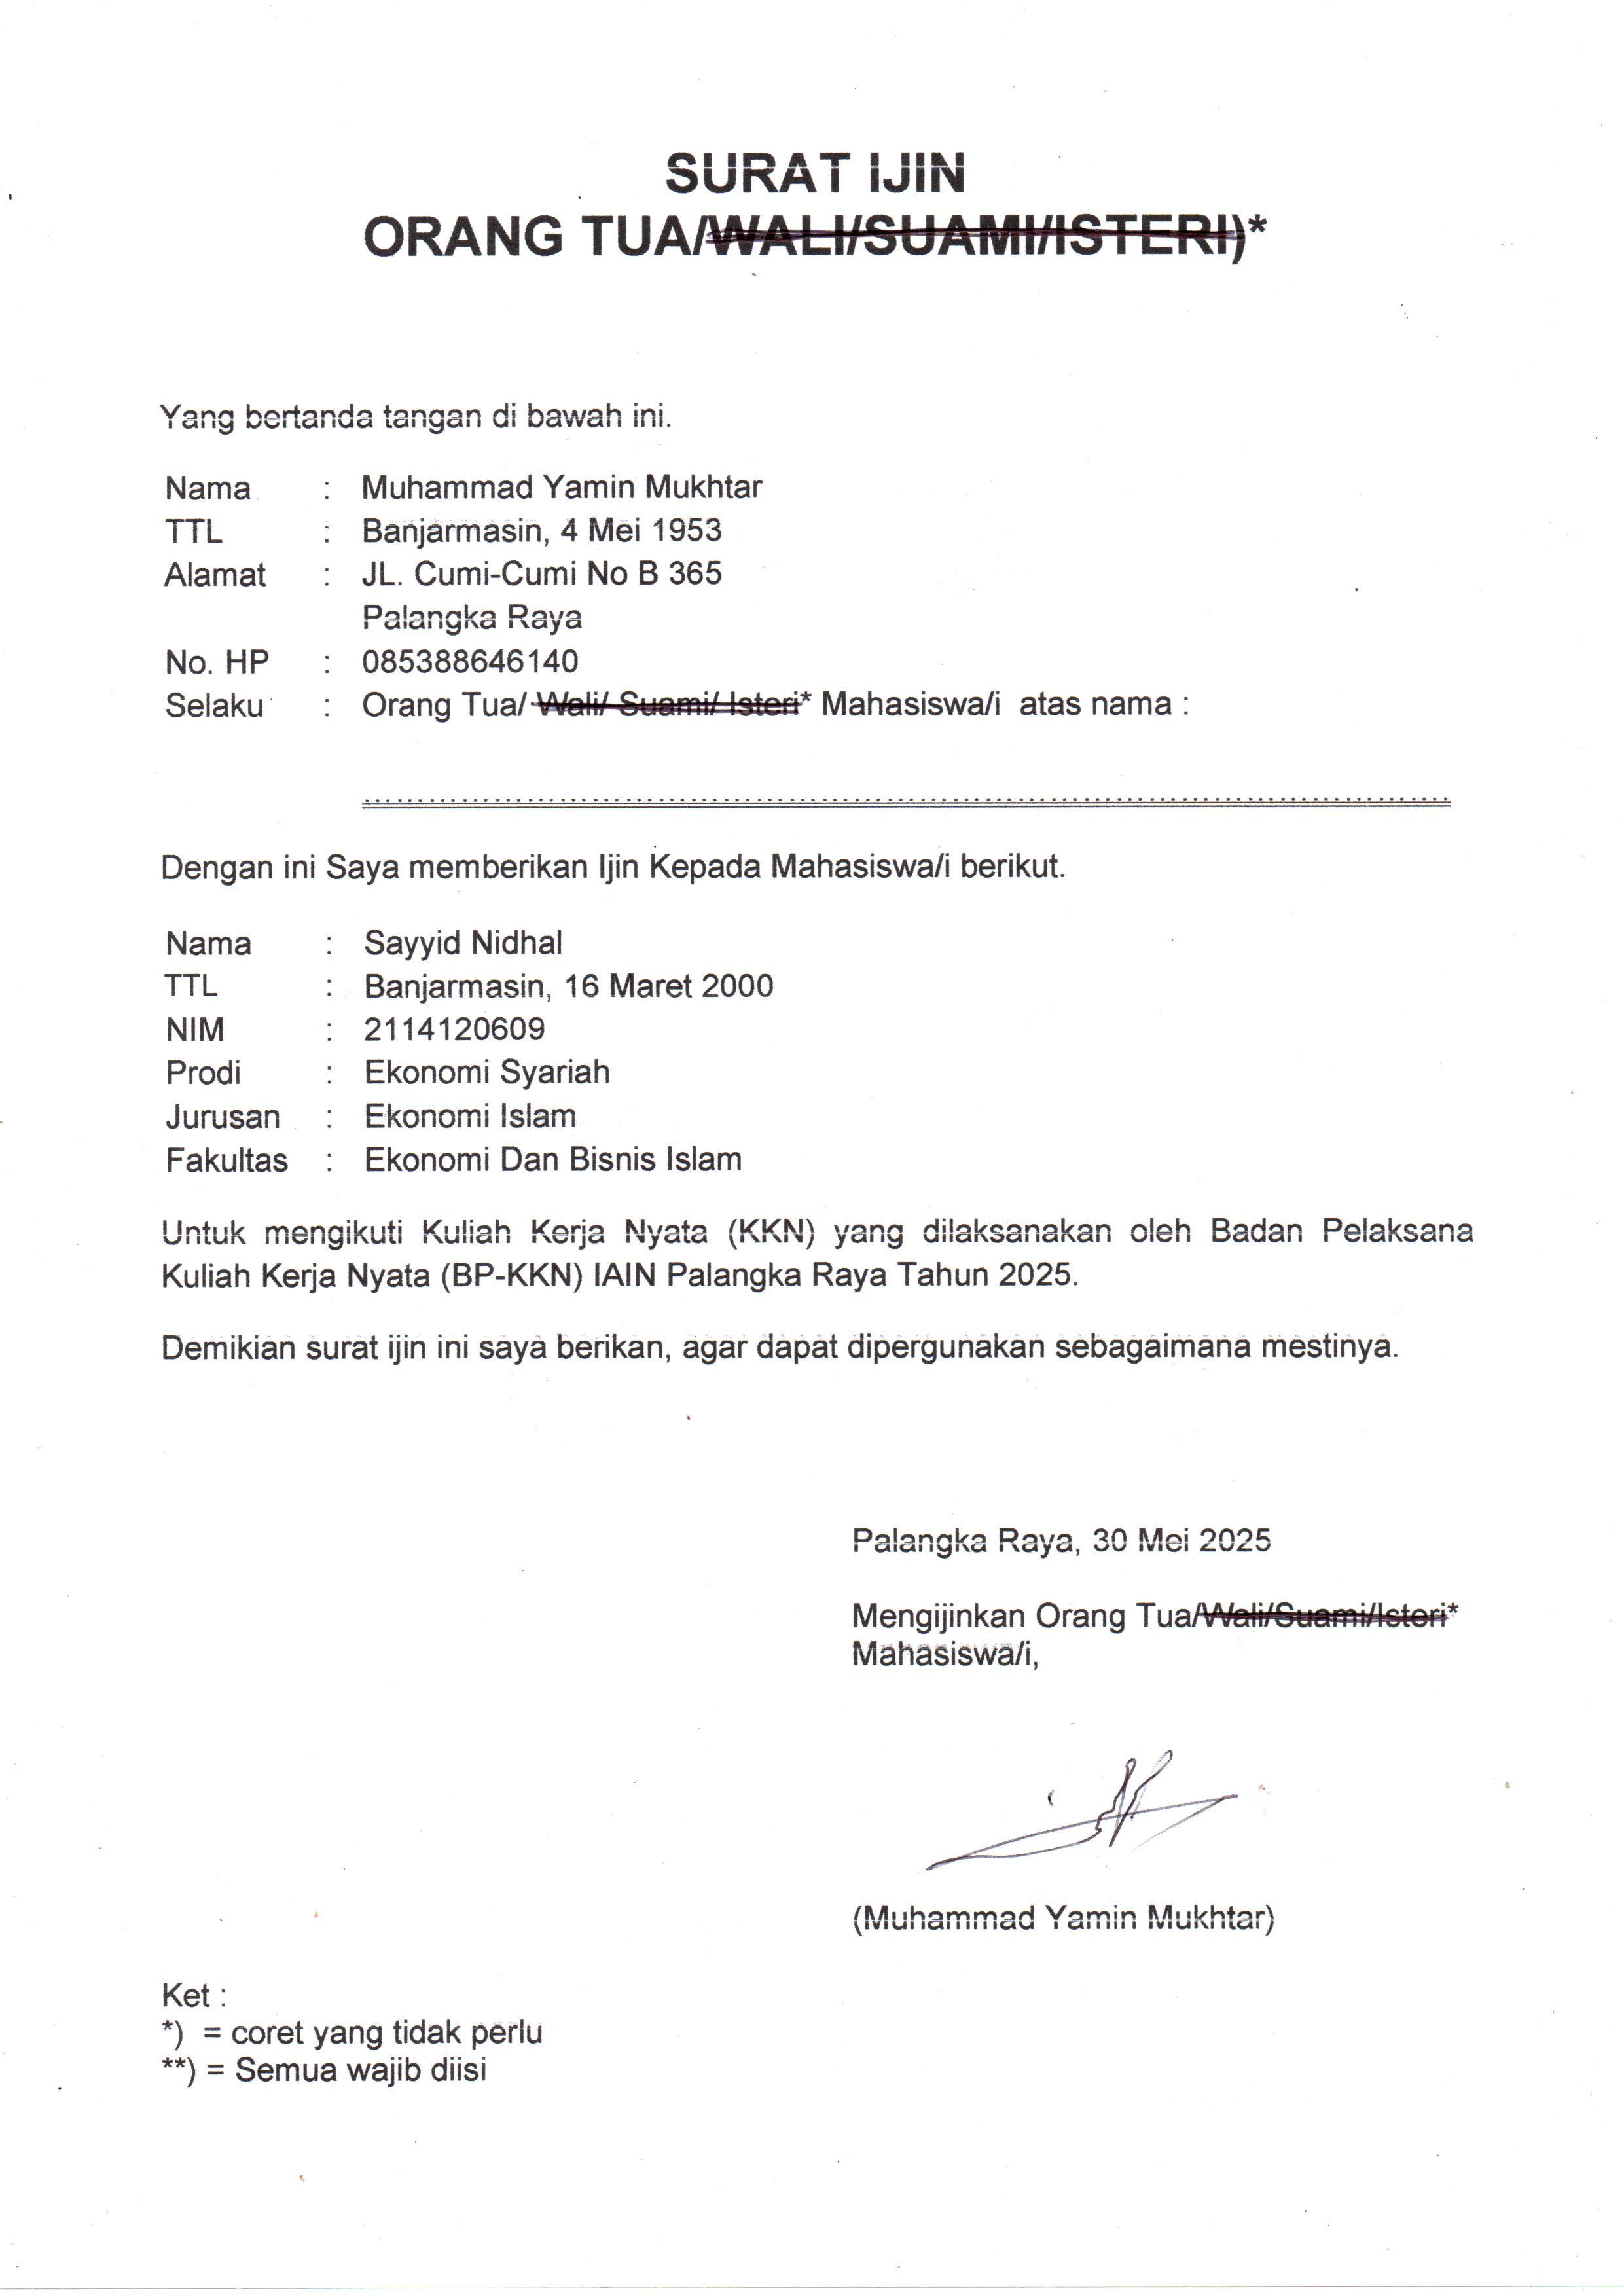 SURAT IJIN
ORANG TUA/WALI/SUAMI/ISTERI)*
Yang bertanda tangan di bawah ini.
Nama : Muhammad Yamin Mukhtar
TTL : Banjarmasin, 4 Mei 1953
Alamat : JL. Cumi-Cumi No B 365
Palangka Raya
No. HP : 085388646140
Selaku : Orang Tua/ Wali/ Suami/ Isteri* Mahasiswa/i atas nama :
Dengan ini Saya memberikan Ijin Kepada Mahasiswa/i berikut.
Nama : Sayyid Nidhal
TTL : Banjarmasin, 16 Maret 2000
NIM : 2114120609
Prodi : Ekonomi Syariah
Jurusan : Ekonomi Islam
Fakultas : Ekonomi Dan Bisnis Islam
Untuk mengikuti Kuliah Kerja Nyata (KKN) yang dilaksanakan oleh Badan Pelaksana
Kuliah Kerja Nyata (BP-KKN) IAIN Palangka Raya Tahun 2025.
Demikian surat ijin ini saya berikan, agar dapat dipergunakan sebagaimana mestinya.
Palangka Raya, 30 Mei 2025
Mengijinkan Orang Tua/Wali/Suami/Isteri*
Mahasiswa/i,
(Muhammad Yamin Mukhtar)
Ket :
*) = coret yang tidak perlu
**) = Semua wajib diisi